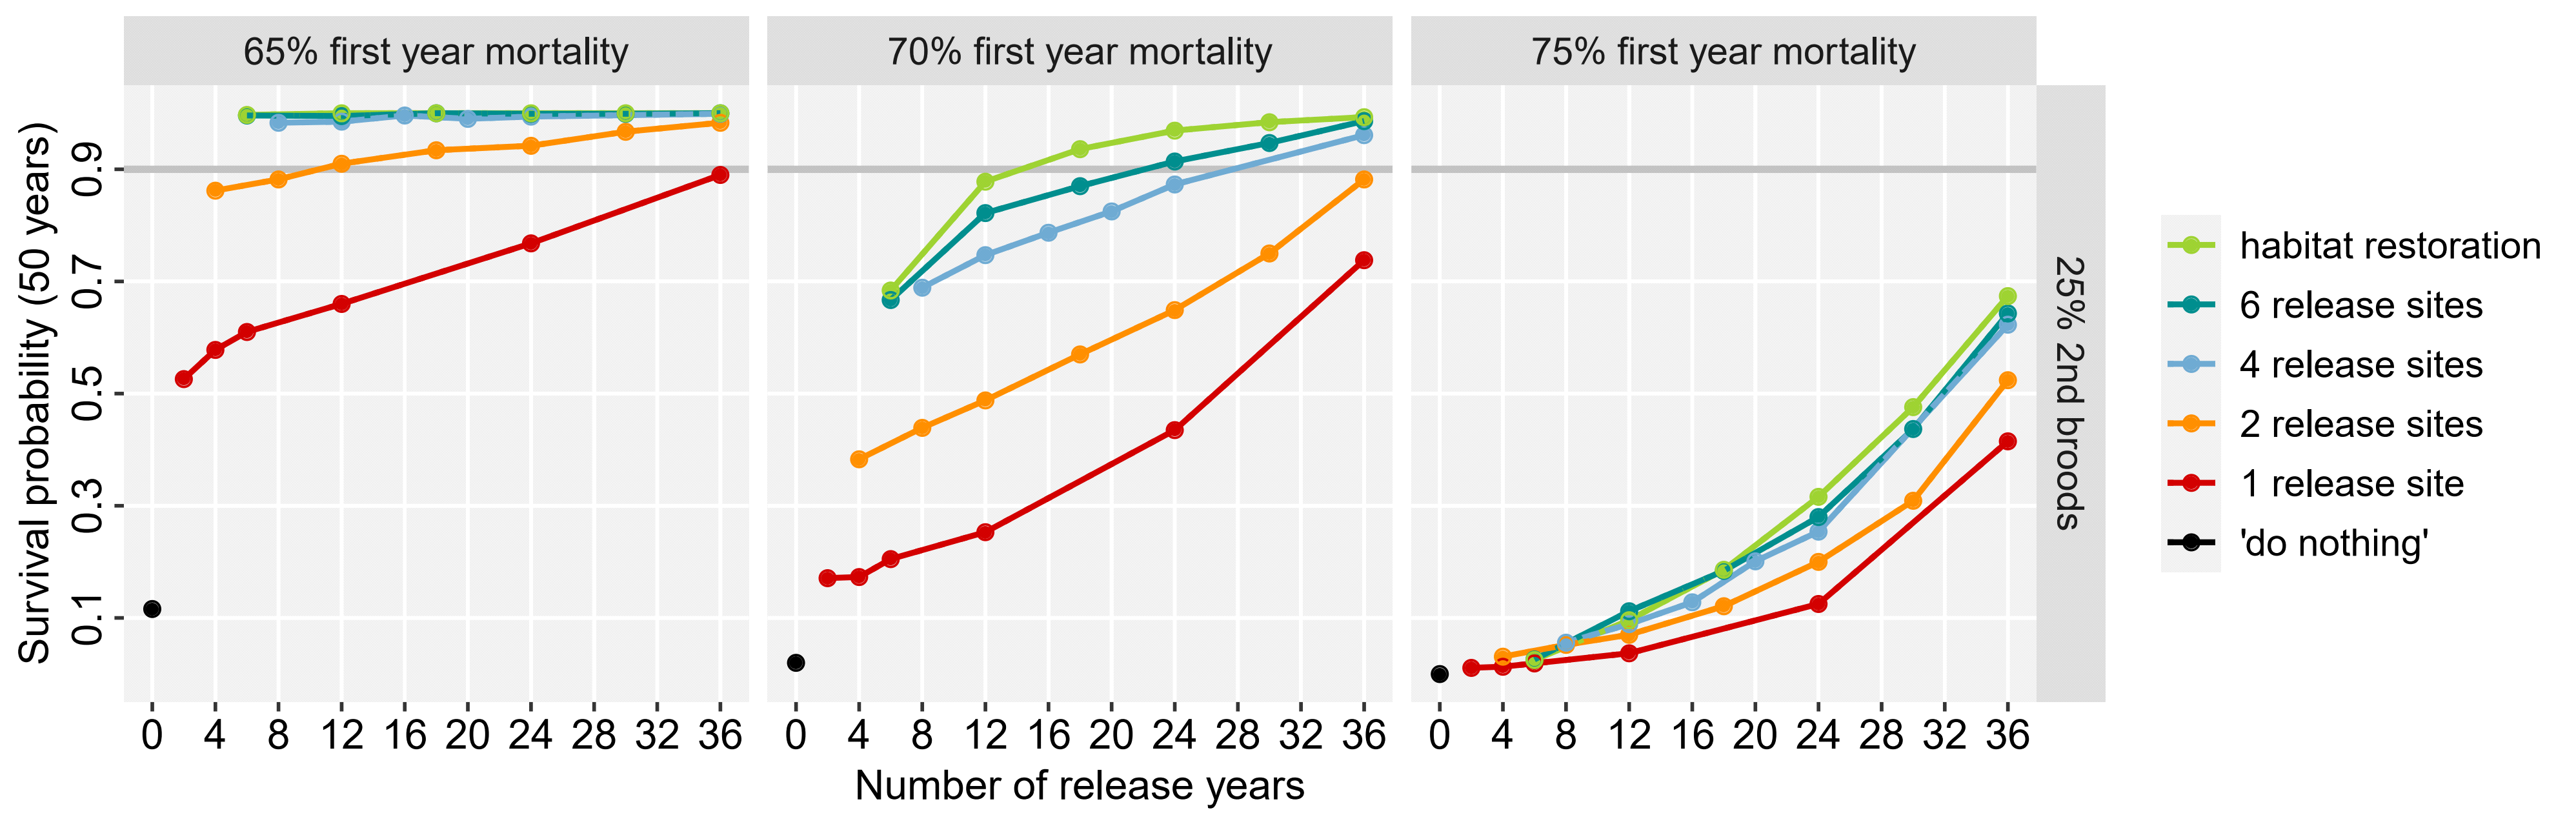 65% first year mortality
70% first year mortality
75% first year mortality
Survival probability (50 years)
0.9
0.7
0.5
0.3
0.1
25% 2nd broods
0 4 8 12 16 20 24 28 32 36
0 4 8 12 16 20 24 28 32 36
0 4 8 12 16 20 24 28 32 36
Number of release years
habitat restoration
6 release sites
4 release sites
2 release sites
1 release site
'do nothing'